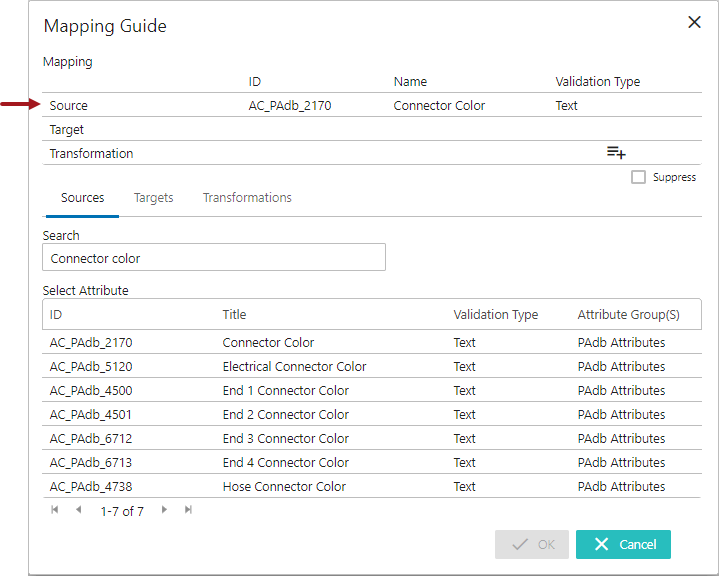 Mapping Guide
Mapping
ID Name Validation Type
Source AC_PAdb_2170 Connector Color Text
Target
Transformation
Suppress
Sources Targets Transformations
Search
Connector color
Select Attribute
ID Title Validation Type Attribute Group(S)
AC_PAdb_2170 Connector Color Text PAdb Attributes
AC_PAdb_5120 Electrical Connector Color Text PAdb Attributes
AC_PAdb_4500 End 1 Connector Color Text PAdb Attributes
AC_PAdb_4501 End 2 Connector Color Text PAdb Attributes
AC_PAdb_6712 End 3 Connector Color Text PAdb Attributes
AC_PAdb_6713 End 4 Connector Color Text PAdb Attributes
AC_PAdb_4738 Hose Connector Color Text PAdb Attributes
1-7 of 7
OK Cancel